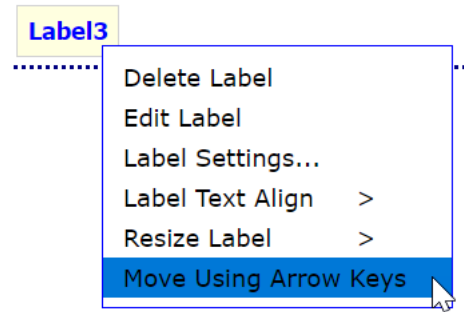 Label3
Delete Label
Edit Label
Label Settings...
Label Text Align >
Resize Label >
Move Using Arrow Keys